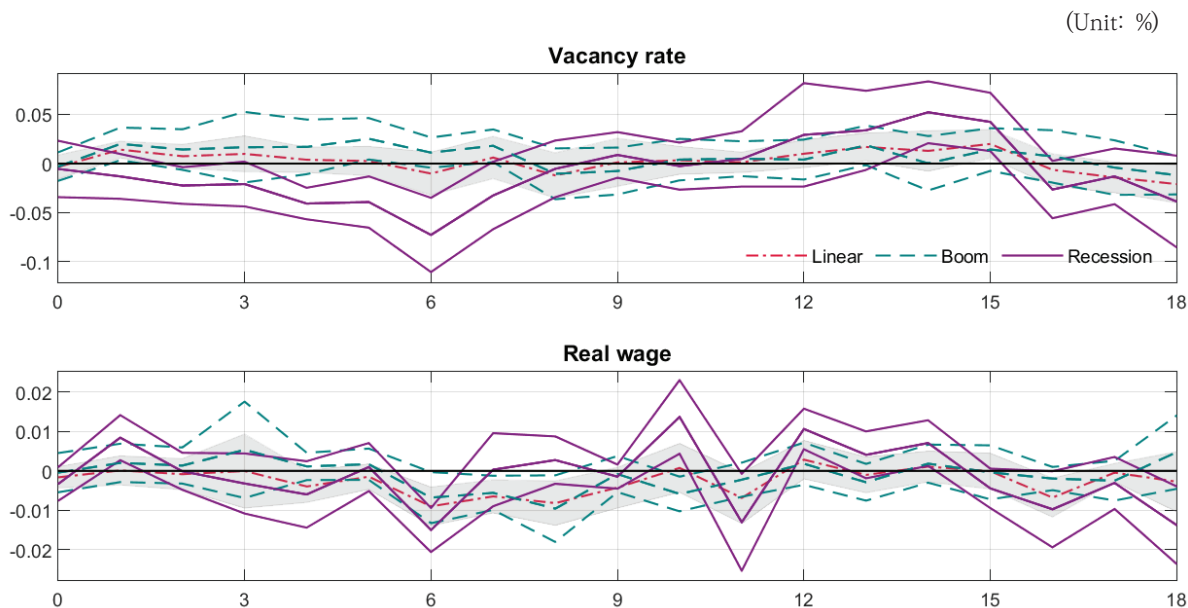 (Unit: %)
Vacancy rate
0.05
0
-0.05
-0.1
Linear Boom Recession
0 3 6 9 12 15 18
Real wage
0.02
0.01
0
-0.01
-0.02
0 3 6 9 12 15 18